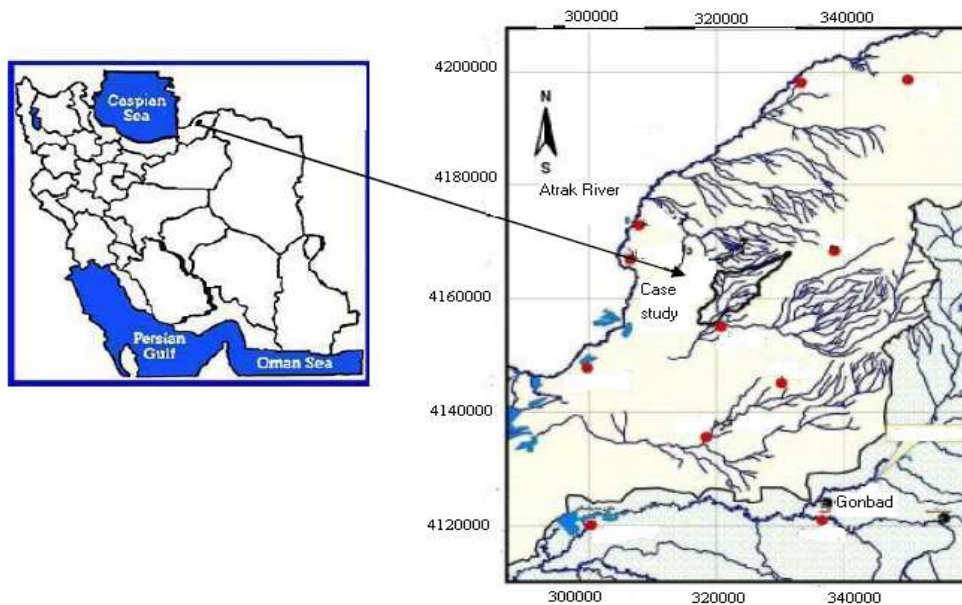 Caspian
Sea
Persian
Gulf
Oman Sea
300000 320000 340000
4200000
4180000
4160000
4140000
4120000
N
S
Atrak River
Case
study
Gonbad
300000 320000 340000